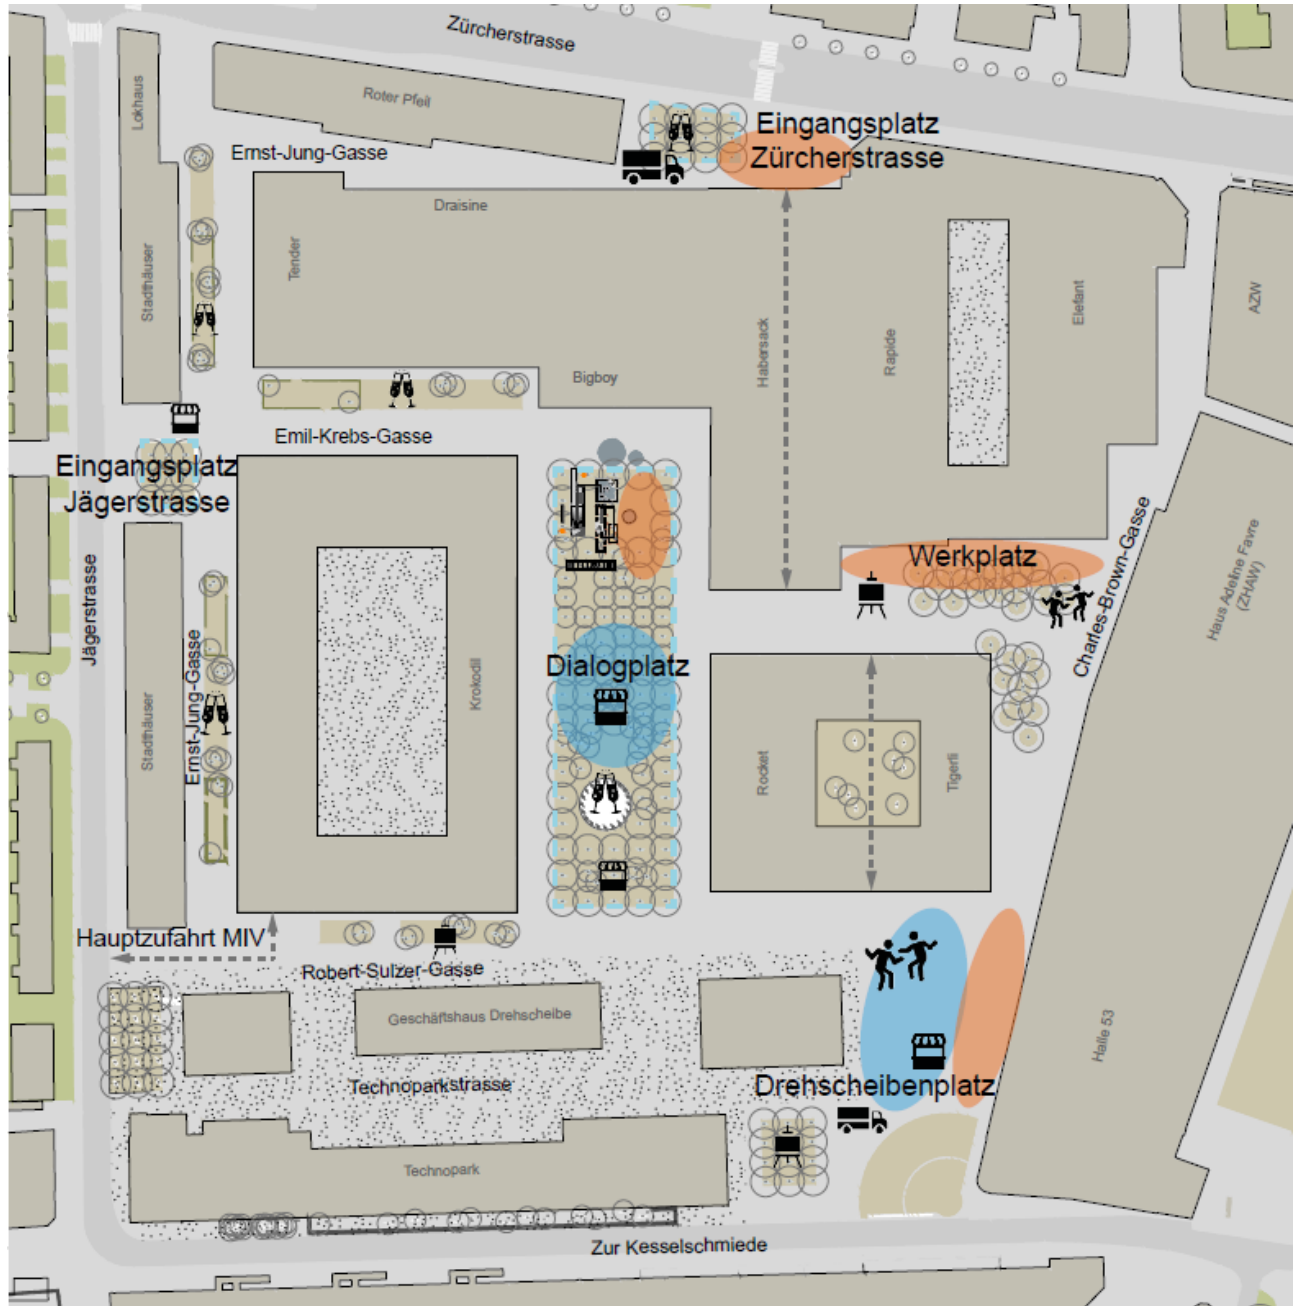 Zürcherstrasse
Lokhaus
Roter Pfeil
Eingangsplatz
Zürcherstrasse
Ernst-Jung-Gasse
Draisine
Tender
Stadthäuser
Habersack
Rapide
Elefant
AZW
Bigboy
Emil-Krebs-Gasse
Eingangsplatz
Jägerstrasse
Jägerstrasse
Werkplatz
Charles-Brown-Gasse
Haus Adeline Favre
(ZHAW)
Dialogplatz
Krokodil
Stadthäuser
Ernst-Jung-Gasse
Rocket
Tigerli
Hauptzufahrt MIV
Robert-Sulzer-Gasse
Geschäftshaus Drehscheibe
Halle 53
Technoparkstrasse
Drehscheibenplatz
Technopark
Zur Kesselschmiede